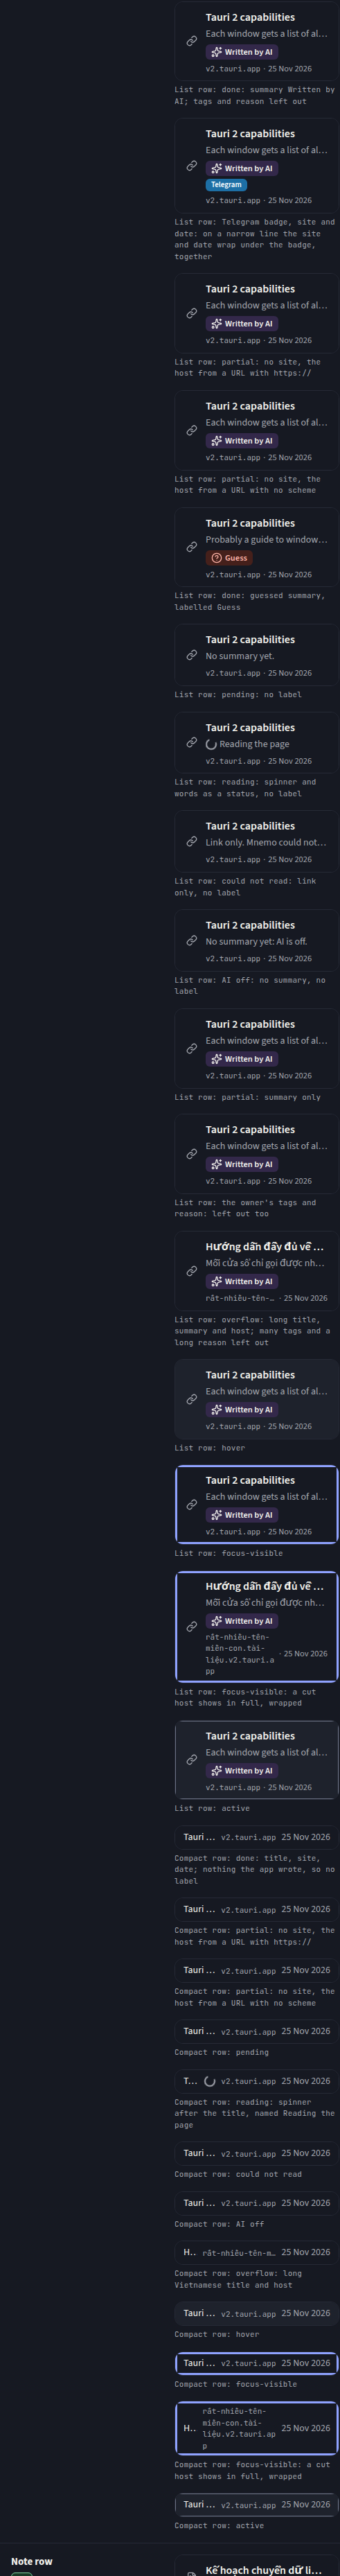 Tauri 2 capabilities
Each window gets a list of al…
Written by AI
v2.tauri.app · 25 Nov 2026
List row: done: summary Written by
AI; tags and reason left out
Tauri 2 capabilities
Each window gets a list of al…
Written by AI
Telegram
v2.tauri.app · 25 Nov 2026
List row: Telegram badge, site and
date: on a narrow line the site
and date wrap under the badge,
together
Tauri 2 capabilities
Each window gets a list of al…
Written by AI
v2.tauri.app · 25 Nov 2026
List row: partial: no site, the
host from a URL with https://
Tauri 2 capabilities
Each window gets a list of al…
Written by AI
v2.tauri.app · 25 Nov 2026
List row: partial: no site, the
host from a URL with no scheme
Tauri 2 capabilities
Probably a guide to window…
Guess
v2.tauri.app · 25 Nov 2026
List row: done: guessed summary,
labelled Guess
Tauri 2 capabilities
No summary yet.
v2.tauri.app · 25 Nov 2026
List row: pending: no label
Tauri 2 capabilities
Reading the page
v2.tauri.app · 25 Nov 2026
List row: reading: spinner and
words as a status, no label
Tauri 2 capabilities
Link only. Mnemo could not…
v2.tauri.app · 25 Nov 2026
List row: could not read: link
only, no label
Tauri 2 capabilities
No summary yet: AI is off.
v2.tauri.app · 25 Nov 2026
List row: AI off: no summary, no
label
Tauri 2 capabilities
Each window gets a list of al…
Written by AI
v2.tauri.app · 25 Nov 2026
List row: partial: summary only
Tauri 2 capabilities
Each window gets a list of al…
Written by AI
v2.tauri.app · 25 Nov 2026
List row: the owner's tags and
reason: left out too
Hướng dẫn đầy đủ về …
Mỗi cửa sổ chỉ gọi được nh…
Written by AI
rất-nhiều-tên-… · 25 Nov 2026
List row: overflow: long title,
summary and host; many tags and a
long reason left out
Tauri 2 capabilities
Each window gets a list of al…
Written by AI
v2.tauri.app · 25 Nov 2026
List row: hover
Tauri 2 capabilities
Each window gets a list of al…
Written by AI
v2.tauri.app · 25 Nov 2026
List row: focus-visible
Hướng dẫn đầy đủ về …
Mỗi cửa sổ chỉ gọi được nh…
Written by AI
rất-nhiều-tên-
miền-con.tài-
liệu.v2.tauri.a · 25 Nov 2026
pp
List row: focus-visible: a cut
host shows in full, wrapped
Tauri 2 capabilities
Each window gets a list of al…
Written by AI
v2.tauri.app · 25 Nov 2026
List row: active
Tauri … v2.tauri.app 25 Nov 2026
Compact row: done: title, site,
date; nothing the app wrote, so no
label
Tauri … v2.tauri.app 25 Nov 2026
Compact row: partial: no site, the
host from a URL with https://
Tauri … v2.tauri.app 25 Nov 2026
Compact row: partial: no site, the
host from a URL with no scheme
Tauri … v2.tauri.app 25 Nov 2026
Compact row: pending
T… v2.tauri.app 25 Nov 2026
Compact row: reading: spinner
after the title, named Reading the
page
Tauri … v2.tauri.app 25 Nov 2026
Compact row: could not read
Tauri … v2.tauri.app 25 Nov 2026
Compact row: AI off
H… rất-nhiều-tên-m… 25 Nov 2026
Compact row: overflow: long
Vietnamese title and host
Tauri … v2.tauri.app 25 Nov 2026
Compact row: hover
Tauri … v2.tauri.app 25 Nov 2026
Compact row: focus-visible
rất-nhiều-tên-
miền-con.tài-
H… liệu.v2.tauri.ap 25 Nov 2026
p
Compact row: focus-visible: a cut
host shows in full, wrapped
Tauri … v2.tauri.app 25 Nov 2026
Compact row: active
Note row
Kế hoạch chuyển dữ li…